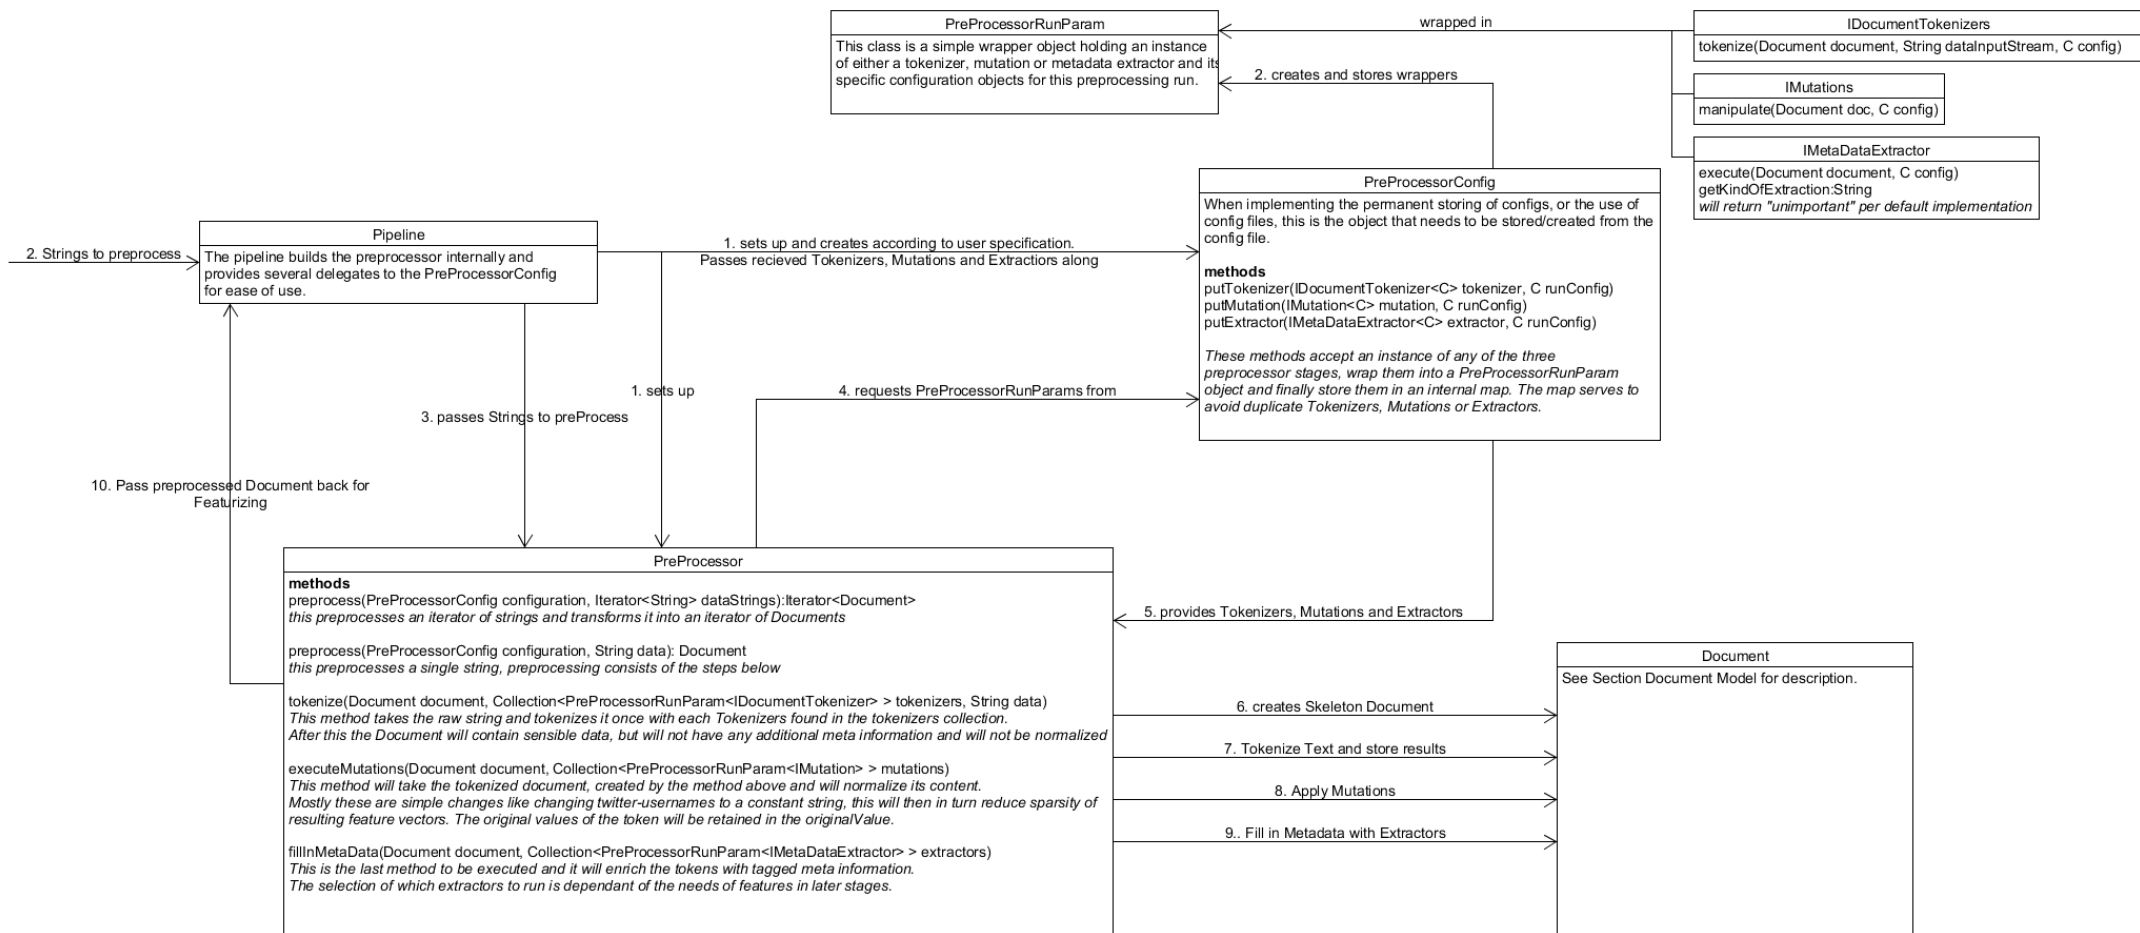 PreProcessorRunParam
This class is a simple wrapper object holding an instance
of either a tokenizer, mutation or metadata extractor and its
specific configuration objects for this preprocessing run.
wrapped in
2. creates and stores wrappers
IDocumentTokenizers
tokenize(Document document, String dataInputStream, C config)
IMutations
manipulate(Document doc, C config)
IMetaDataExtractor
execute(Document document, C config)
getKindOfExtraction:String
will return "unimportant" per default implementation
PreProcessorConfig
When implementing the permanent storing of configs, or the use of
config files, this is the object that needs to be stored/created from the
config file.
methods
putTokenizer(IDocumentTokenizer<C> tokenizer, C runConfig)
putMutation(IMutation<C> mutation, C runConfig)
putExtractor(IMetaDataExtractor<C> extractor, C runConfig)
These methods accept an instance of any of the three
preprocessor stages, wrap them into a PreProcessorRunParam
object and finally store them in an internal map. The map serves to
avoid duplicate Tokenizers, Mutations or Extractors.
2. Strings to preprocess
Pipeline
The pipeline builds the preprocessor internally and
provides several delegates to the PreProcessorConfig
for ease of use.
1. sets up and creates according to user specification.
Passes recieved Tokenizers, Mutations and Extractiors along
1. sets up
4. requests PreProcessorRunParams from
3. passes Strings to preProcess
10. Pass preprocessed Document back for
Featurizing
PreProcessor
methods
preprocess(PreProcessorConfig configuration, Iterator<String> dataStrings):Iterator<Document>
this preprocesses an iterator of strings and transforms it into an iterator of Documents
preprocess(PreProcessorConfig configuration, String data): Document
this preprocesses a single string, preprocessing consists of the steps below
tokenize(Document document, Collection<PreProcessorRunParam<IDocumentTokenizer> > tokenizers, String data)
This method takes the raw string and tokenizes it once with each Tokenizers found in the tokenizers collection.
After this the Document will contain sensible data, but will not have any additional meta information and will not be normalized
executeMutations(Document document, Collection<PreProcessorRunParam<IMutation> > mutations)
This method will take the tokenized document, created by the method above and will normalize its content.
Mostly these are simple changes like changing twitter-usernames to a constant string, this will then in turn reduce sparsity of
resulting feature vectors. The original values of the token will be retained in the originalValue.
fillInMetaData(Document document, Collection<PreProcessorRunParam<IMetaDataExtractor> > extractors)
This is the last method to be executed and it will enrich the tokens with tagged meta information.
The selection of which extractors to run is dependant of the needs of features in later stages.
5. provides Tokenizers, Mutations and Extractors
6. creates Skeleton Document
7. Tokenize Text and store results
8. Apply Mutations
9.. Fill in Metadata with Extractors
Document
See Section Document Model for description.